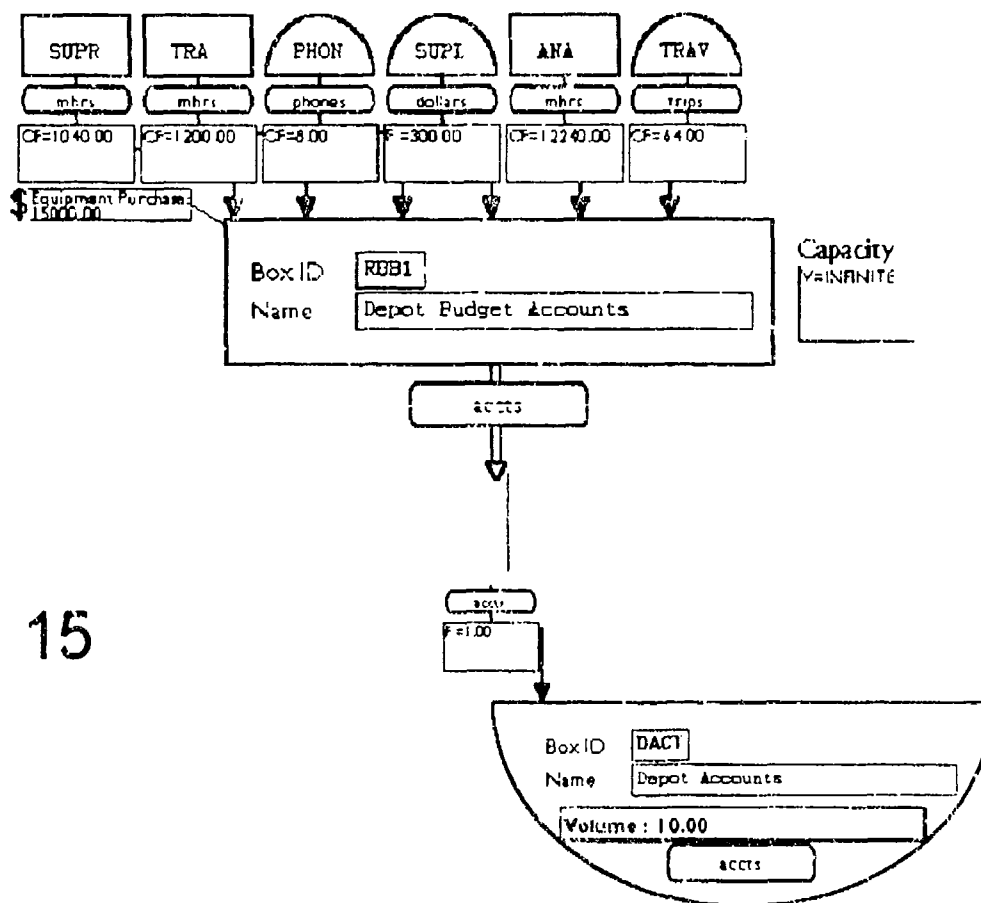 SUPR TRA PHON SUPL ANA TRAV
mhrs mhrs phones dollars mhrs trips
CF=1040.00 CF=1200.00 CF=8.00 F=300.00 CF=12240.00 CF=64.00
$ Equipment Purchase:
15000.00
Capacity
Y=INFINITE
Box ID
Name Depot Budget Accounts
accts
accts
F=1.00
15
Box ID DACT
Name Depot Accounts
Volume : 10.00
accts